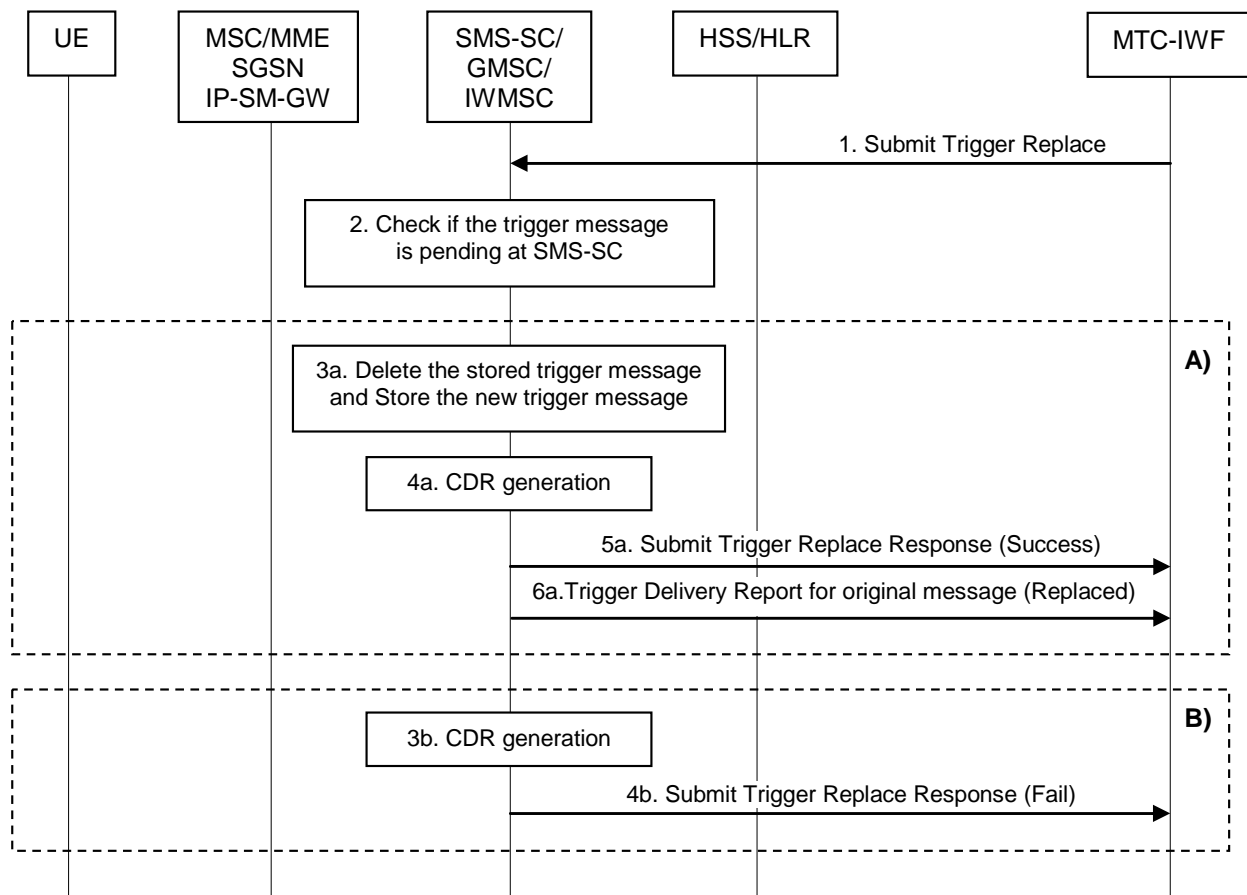 UE
MSC/MME
SGSN
IP-SM-GW
SMS-SC/
GMSC/
IWMSC
HSS/HLR
MTC-IWF
1. Submit Trigger Replace
2. Check if the trigger message
is pending at SMS-SC
A)
3a. Delete the stored trigger message
and Store the new trigger message
4a. CDR generation
5a. Submit Trigger Replace Response (Success)
6a.Trigger Delivery Report for original message (Replaced)
B)
3b. CDR generation
4b. Submit Trigger Replace Response (Fail)